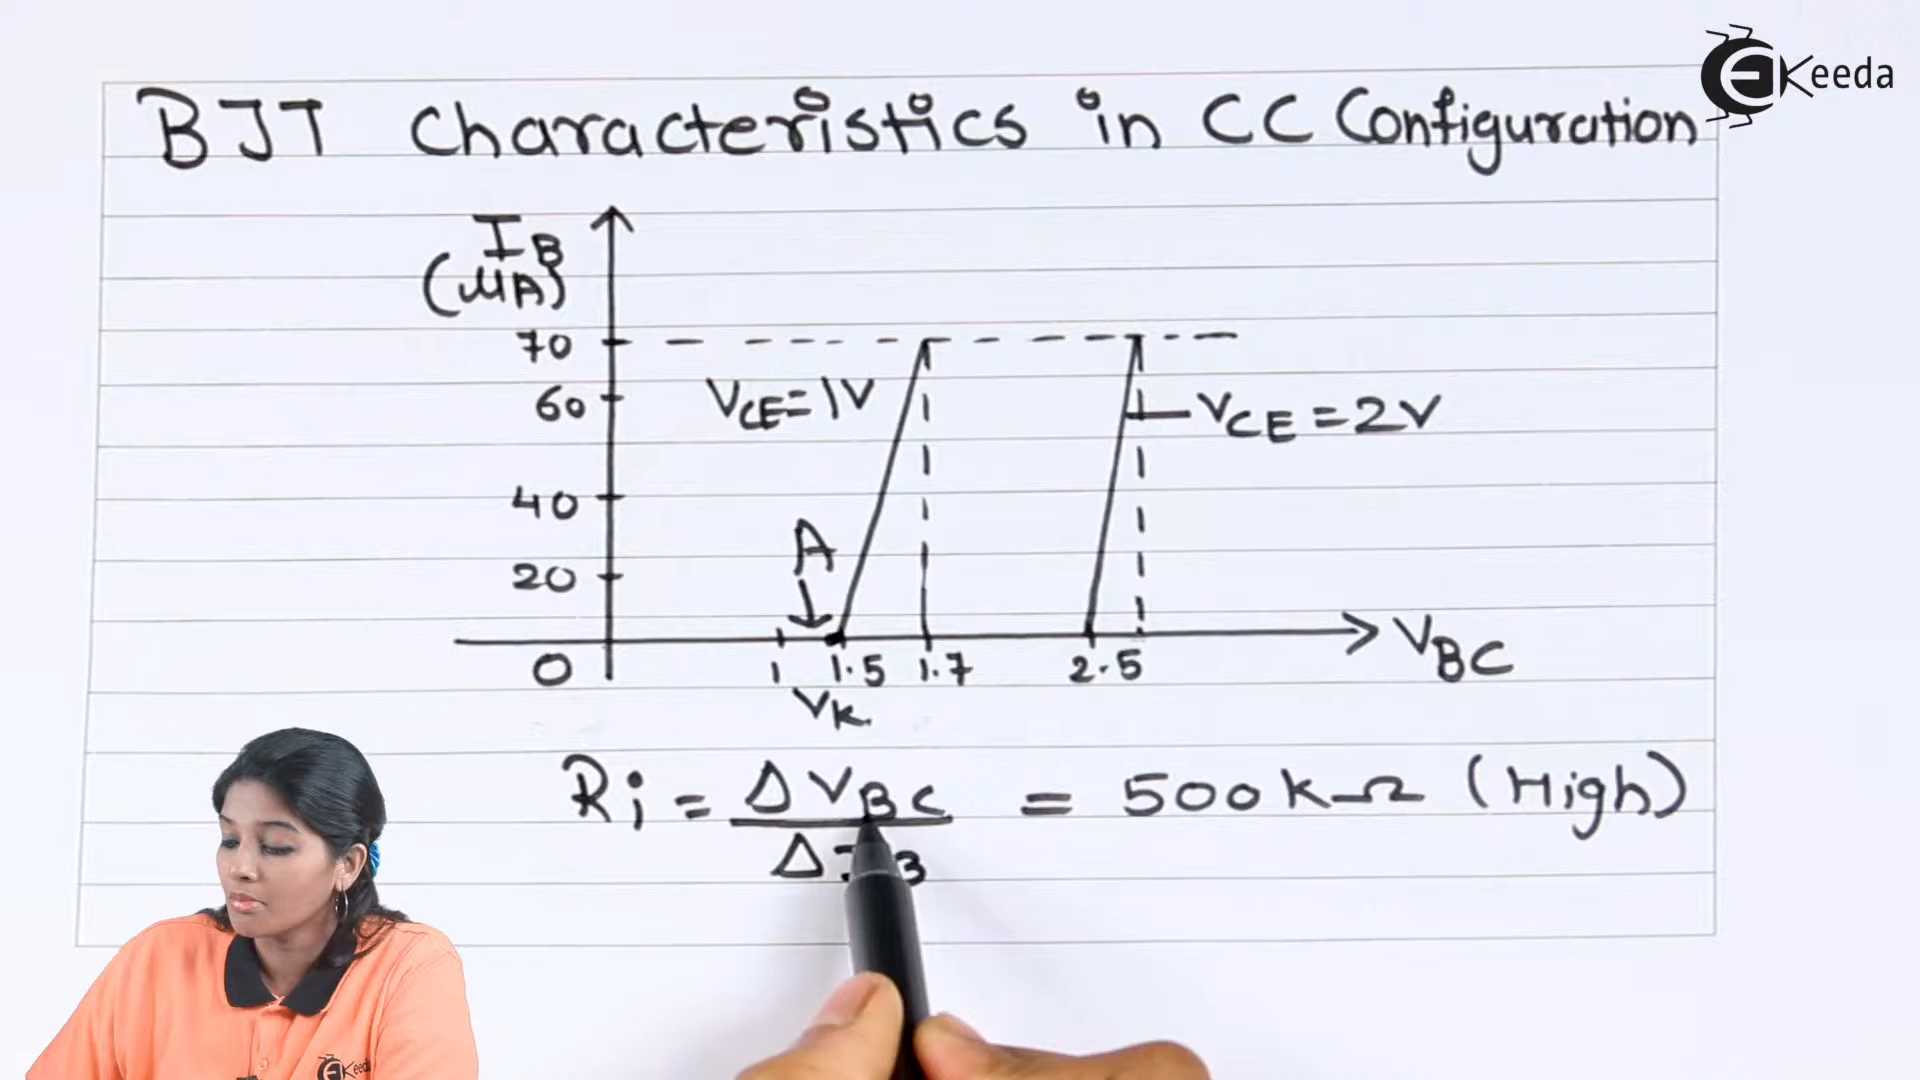 EKeeda
BJT Characteristics in CC Configuration
IB
(μA)
70
60
40
20
0
VCE=1V
VCE=2V
A
1 1.5 1.7 2.5
VK
VBC
Ri = ΔVBC = 500kΩ (High)
Keeda